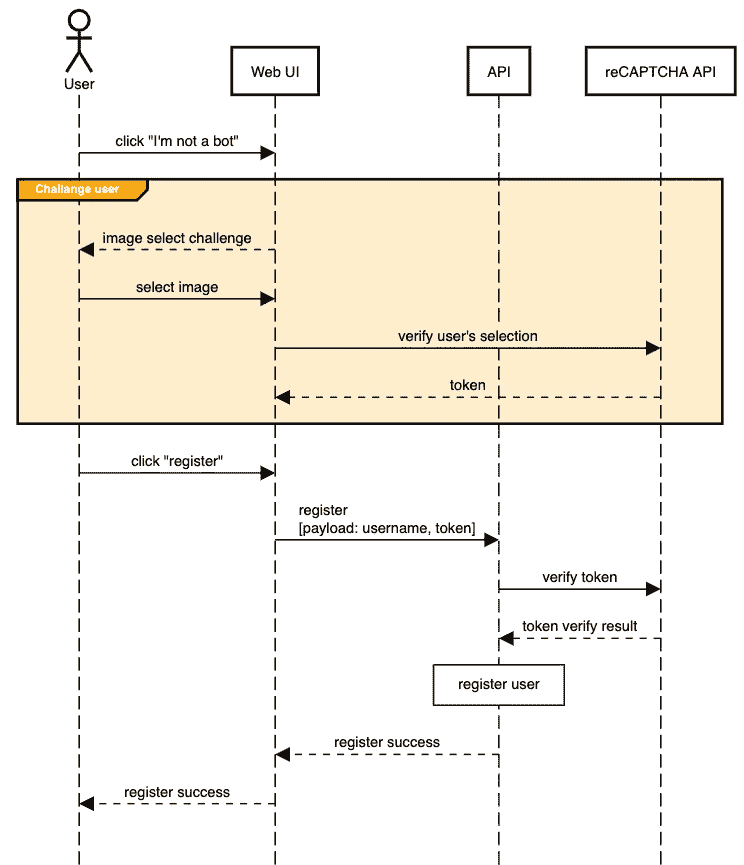 User
Web UI
API
reCAPTCHA API
click "I'm not a bot"
Challange user
image select challenge
select image
verify user's selection
token
click "register"
register
[payload: username, token]
verify token
token verify result
register user
register success
register success